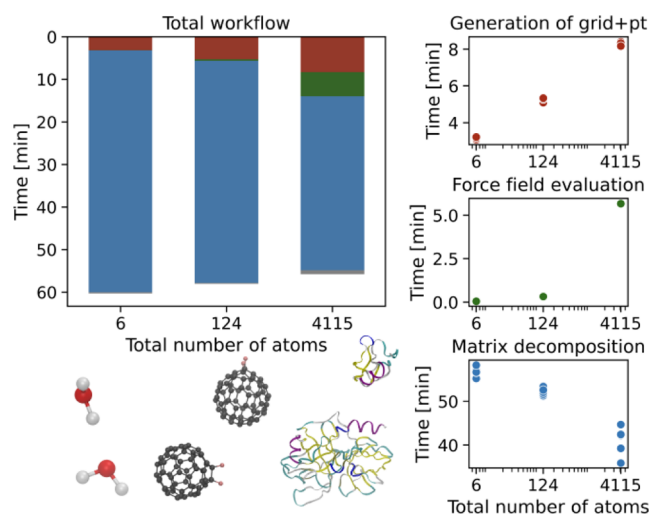 Total workflow
0
10
20
30
40
50
60
Time [min]
6
124
4115
Total number of atoms
Generation of grid+pt
8
6
4
Time [min]
6
124
4115
Force field evaluation
5.0
2.5
0.0
Time [min]
6
124
4115
Matrix decomposition
50
40
Time [min]
6
124
4115
Total number of atoms